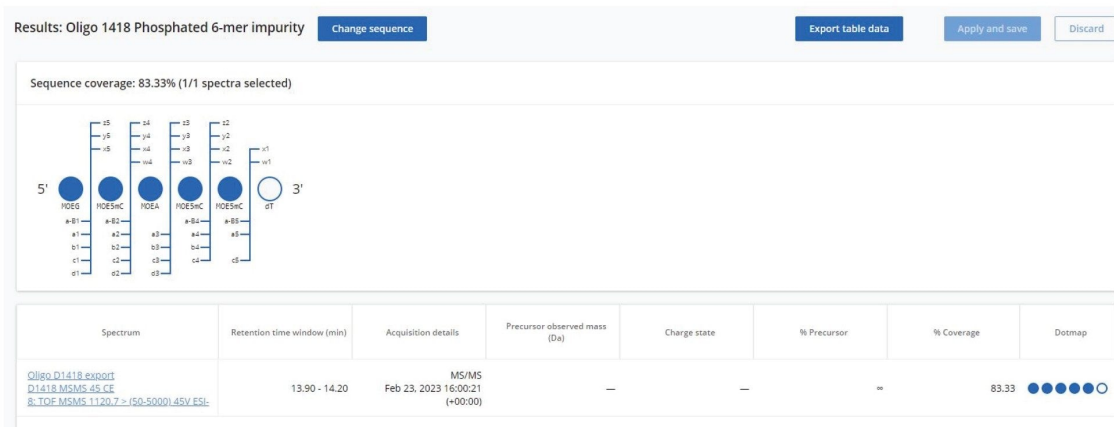 Results: Oligo 1418 Phosphated 6-mer impurity
Change sequence
Export table data
Apply and save
Discard
Sequence coverage: 83.33% (1/1 spectra selected)
z5 z4 z3 z2
y5 y4 y3 y2
x5 x4 x3 x2 x1
w4 w3 w2 w1
5' 3'
MOEG MOE5mC MOEA MOE5mC MOE5mC dT
a-B1 a-B2 a-B4 a-B5
a1 a2 a3 a4 a5
b1 b2 b3 b4
c1 c2 c3 c4 c5
d1 d2 d3
Spectrum
Retention time window (min)
Acquisition details
Precursor observed mass
(Da)
Charge state
% Precursor
% Coverage
Dotmap
Oligo D1418 export
D1418 MSMS 45 CE
8: TOF MSMS 1120.7 > (50-5000) 45V ESI-
13.90 - 14.20
MS/MS
Feb 23, 2023 16:00:21
(+00:00)
—
—
∞
83.33